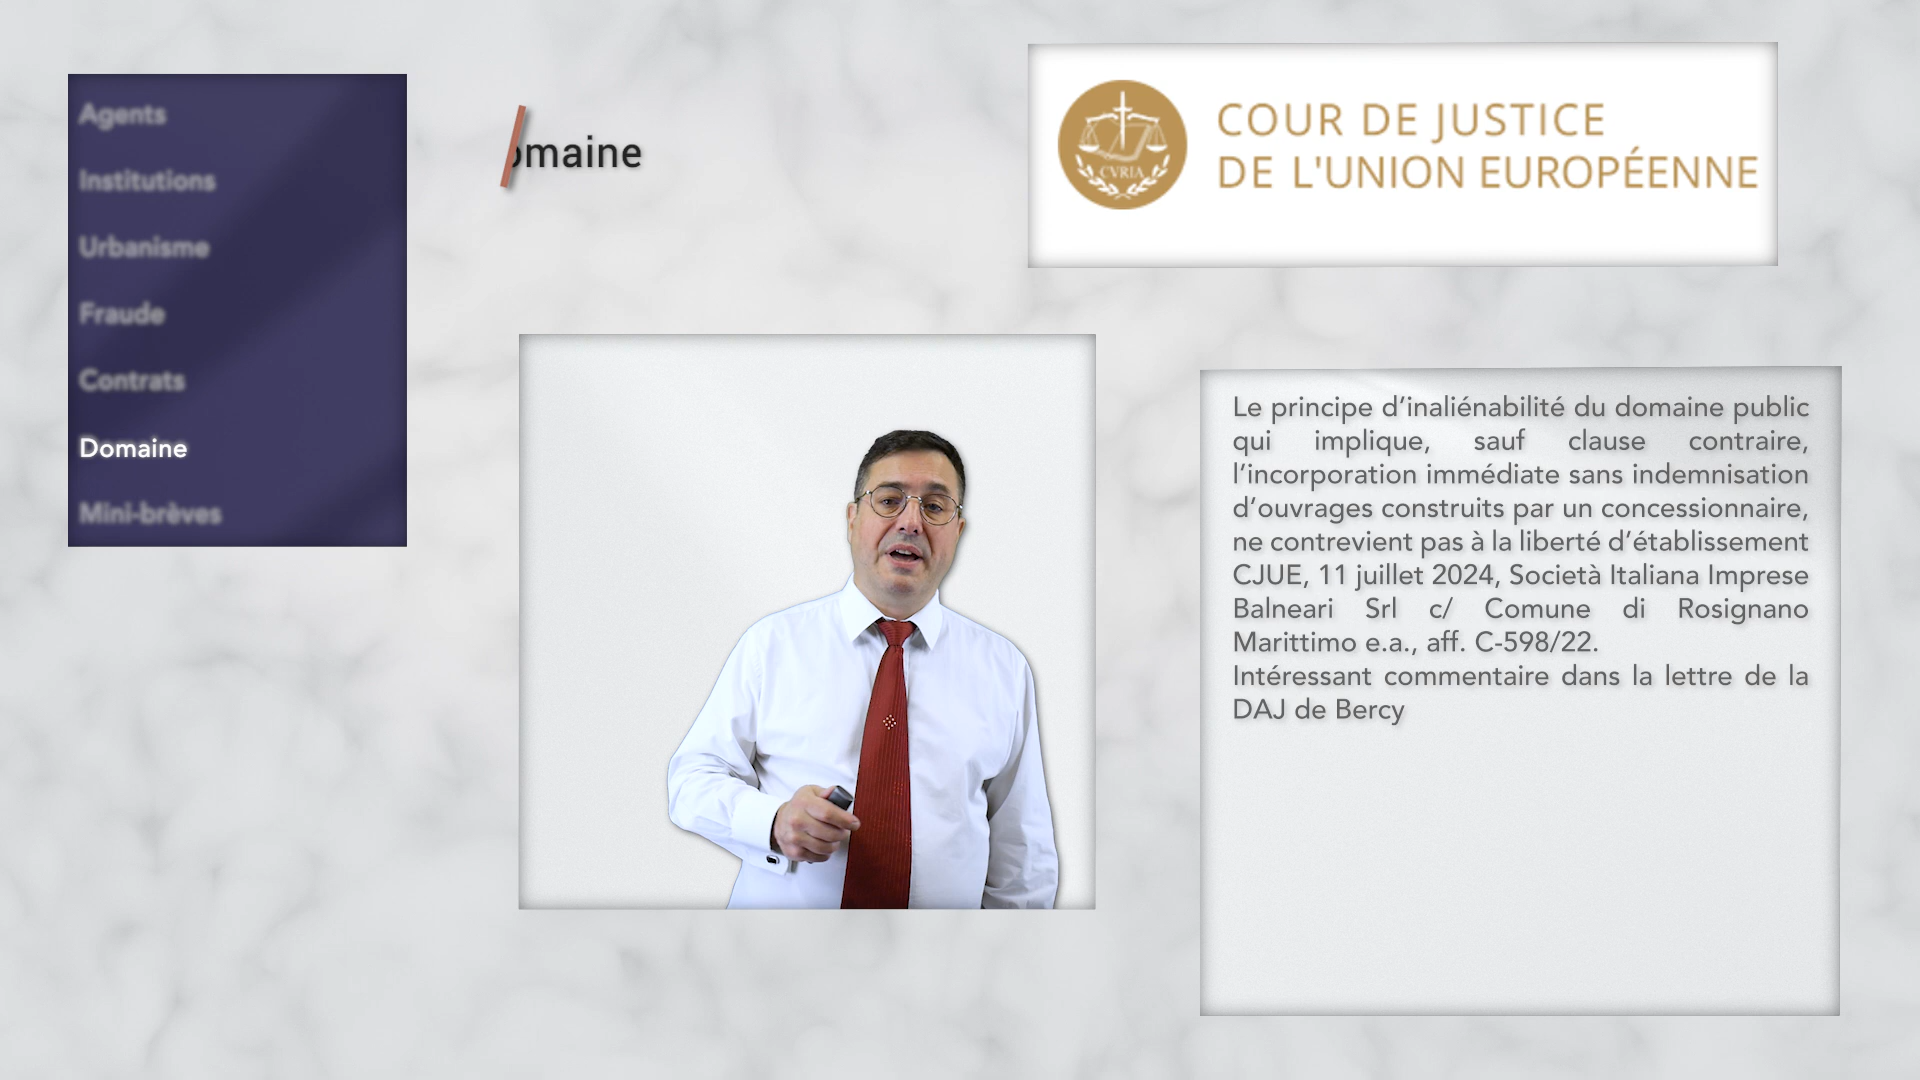 Agents
Institutions
Urbanisme
Fraude
Contrats
Domaine
Mini-brèves
omaine
CVRIA
COUR DE JUSTICE
DE L'UNION EUROPÉENNE
Le principe d’inaliénabilité du domaine public
qui implique, sauf clause contraire,
l’incorporation immédiate sans indemnisation
d’ouvrages construits par un concessionnaire,
ne contrevient pas à la liberté d’établissement
CJUE, 11 juillet 2024, Società Italiana Imprese
Balneari Srl c/ Comune di Rosignano
Marittimo e.a., aff. C-598/22.
Intéressant commentaire dans la lettre de la
DAJ de Bercy